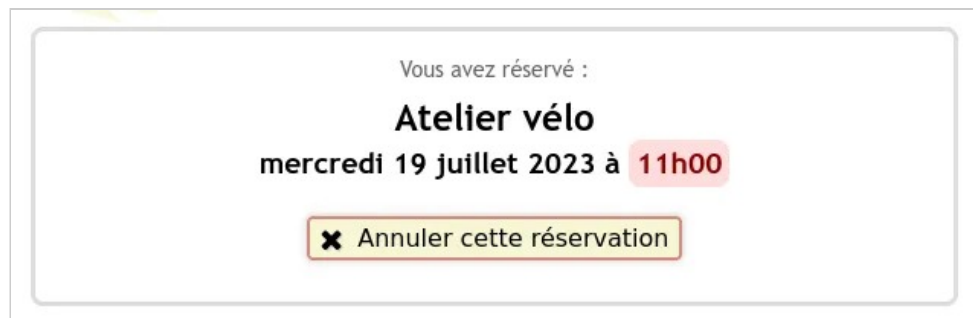 Vous avez réservé :
Atelier vélo
mercredi 19 juillet 2023 à 11h00
✖ Annuler cette réservation